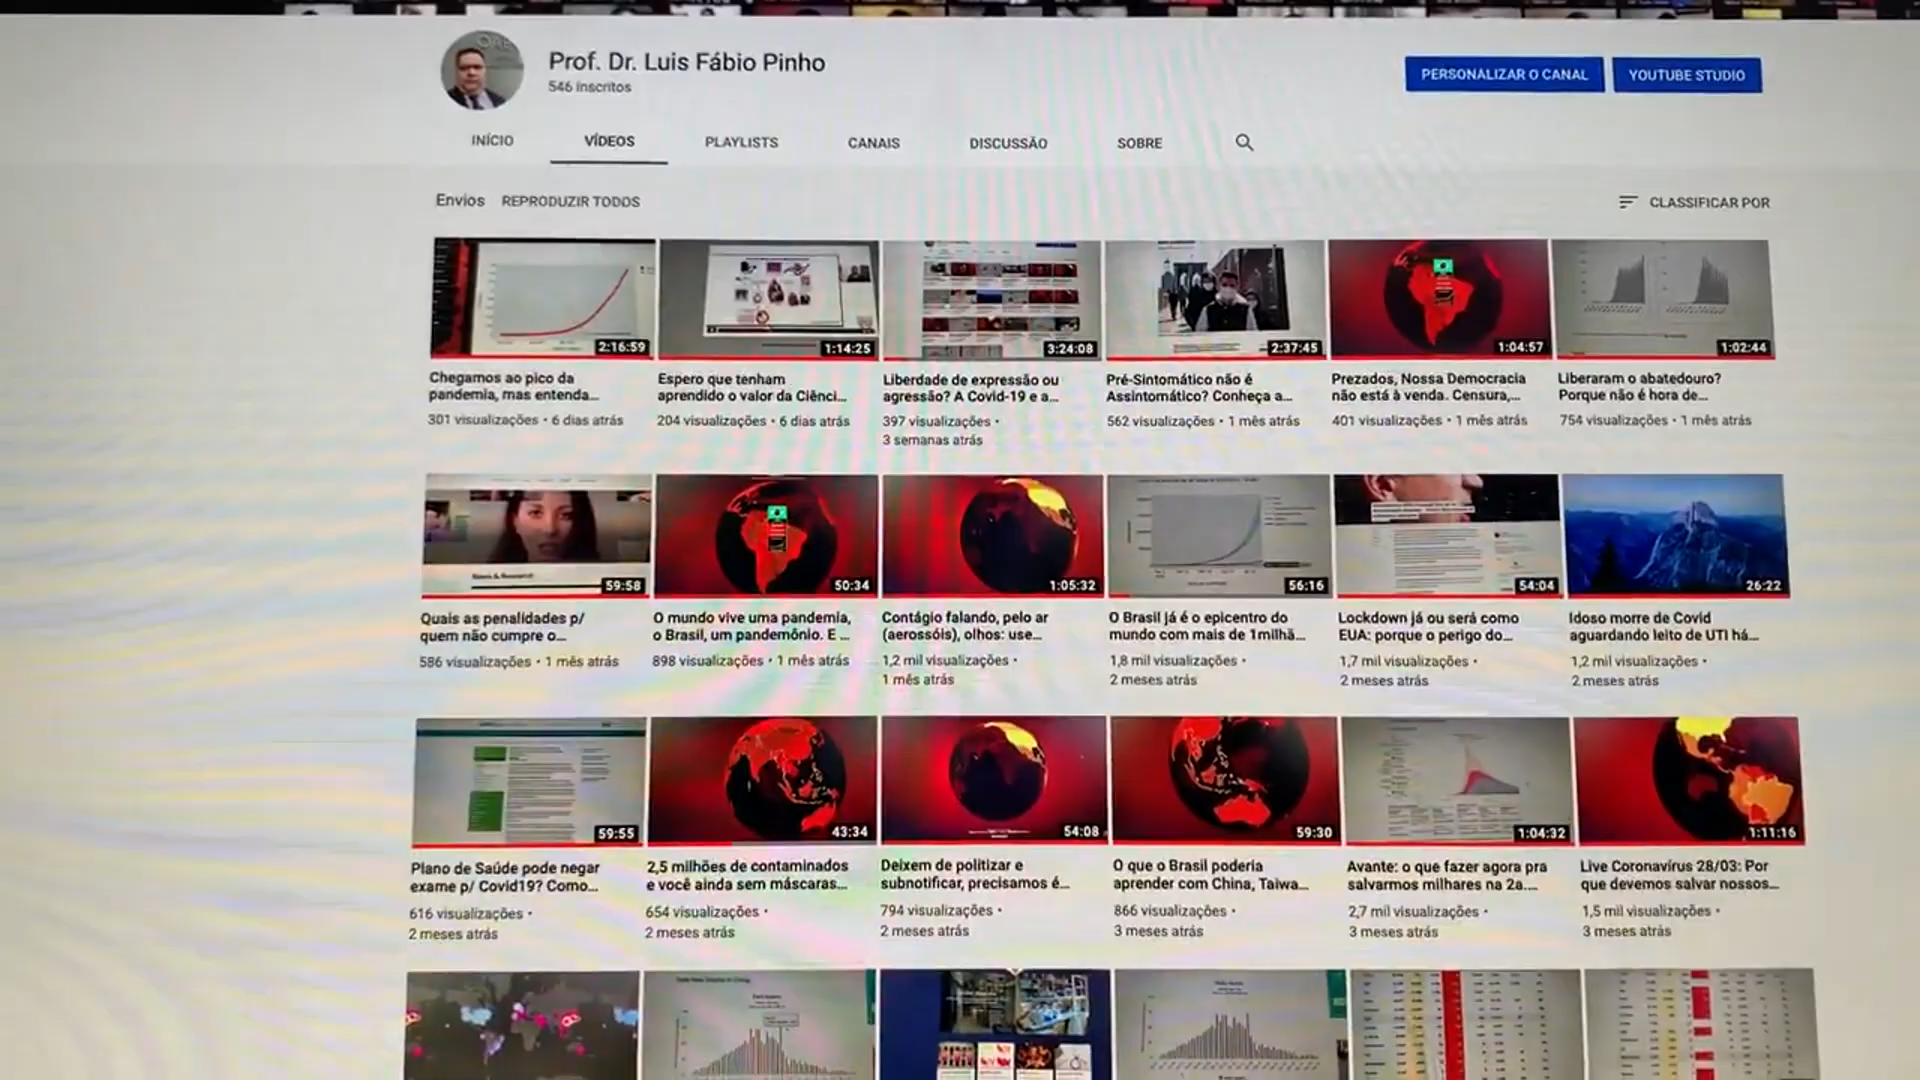 Prof. Dr. Luis Fábio Pinho
546 inscritos
PERSONALIZAR O CANAL
YOUTUBE STUDIO
INÍCIO
VÍDEOS
PLAYLISTS
CANAIS
DISCUSSÃO
SOBRE
Envios
REPRODUZIR TODOS
CLASSIFICAR POR
2:16:59
Chegamos ao pico da
pandemia, mas entenda...
301 visualizações • 6 dias atrás
1:14:25
Espero que tenham
aprendido o valor da Ciênci...
204 visualizações • 6 dias atrás
3:24:08
Liberdade de expressão ou
agressão? A Covid-19 e a...
397 visualizações •
3 semanas atrás
2:37:45
Pré-Sintomático não é
Assintomático? Conheça a...
562 visualizações • 1 mês atrás
1:04:57
Prezados, Nossa Democracia
não está à venda. Censura,...
401 visualizações • 1 mês atrás
1:02:44
Liberaram o abatedouro?
Porque não é hora de...
754 visualizações • 1 mês atrás
59:58
Quais as penalidades p/
quem não cumpre o...
586 visualizações • 1 mês atrás
50:34
O mundo vive uma pandemia,
o Brasil, um pandemônio. E ...
898 visualizações • 1 mês atrás
1:05:32
Contágio falando, pelo ar
(aerossóis), olhos: use...
1,2 mil visualizações •
1 mês atrás
56:16
O Brasil já é o epicentro do
mundo com mais de 1milhã...
1,8 mil visualizações •
2 meses atrás
54:04
Lockdown já ou será como
EUA: porque o perigo do...
1,7 mil visualizações •
2 meses atrás
26:22
Idoso morre de Covid
aguardando leito de UTI há...
1,2 mil visualizações •
2 meses atrás
59:55
Plano de Saúde pode negar
exame p/ Covid19? Como...
616 visualizações •
2 meses atrás
43:34
2,5 milhões de contaminados
e você ainda sem máscaras...
654 visualizações •
2 meses atrás
54:08
Deixem de politizar e
subnotificar, precisamos é...
794 visualizações •
2 meses atrás
59:30
O que o Brasil poderia
aprender com China, Taiwa...
866 visualizações •
3 meses atrás
1:04:32
Avante: o que fazer agora pra
salvarmos milhares na 2a....
2,7 mil visualizações •
3 meses atrás
1:11:16
Live Coronavírus 28/03: Por
que devemos salvar nossos...
1,5 mil visualizações •
3 meses atrás